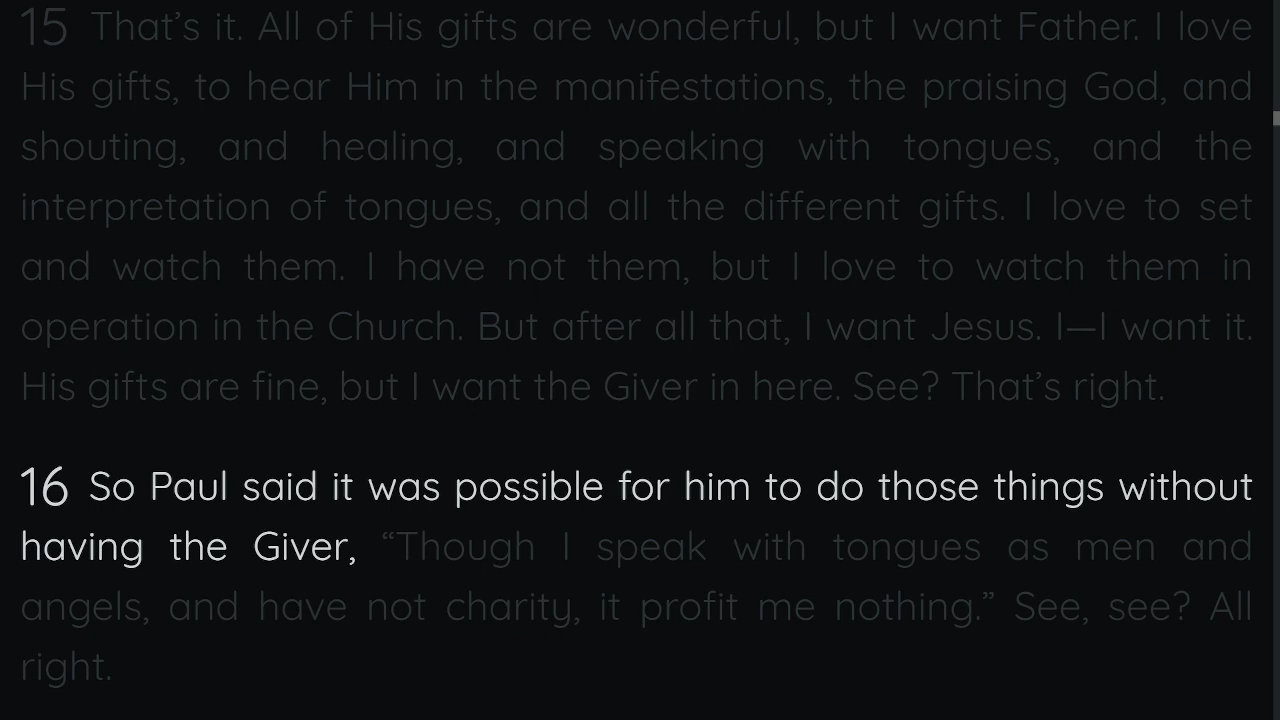 15 That’s it. All of His gifts are wonderful, but I want Father. I love
His gifts, to hear Him in the manifestations, the praising God, and
shouting, and healing, and speaking with tongues, and the
interpretation of tongues, and all the different gifts. I love to set
and watch them. I have not them, but I love to watch them in
operation in the Church. But after all that, I want Jesus. I—I want it.
His gifts are fine, but I want the Giver in here. See? That’s right.
16 So Paul said it was possible for him to do those things without
having the Giver, “Though I speak with tongues as men and
angels, and have not charity, it profit me nothing.” See, see? All
right.